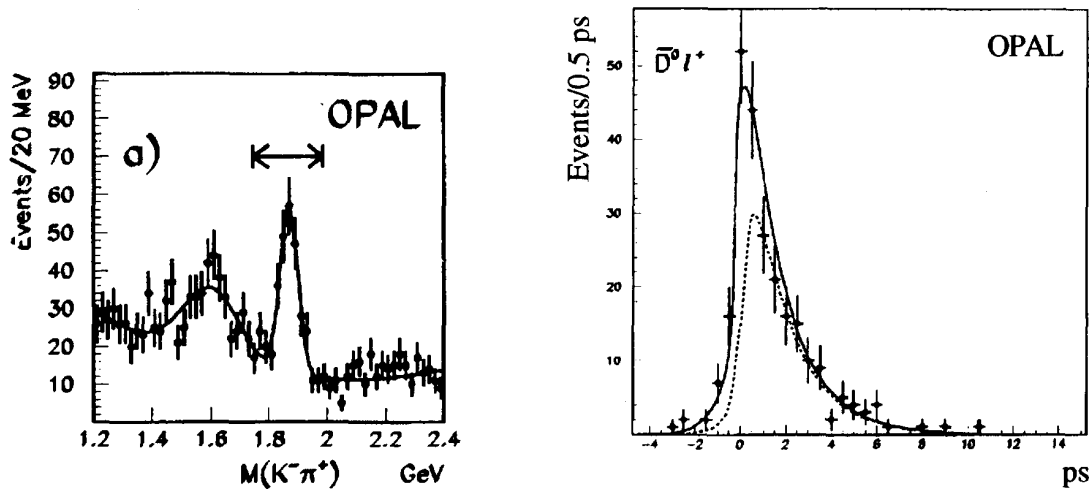 Events/20 MeV
90
80
70
60
50
40
30
20
10
OPAL
a)
1.2 1.4 1.6 1.8 2 2.2 2.4
M(K⁻π⁺) GeV
Events/0.5 ps
50
40
30
20
10
D̄⁰l⁺ OPAL
-4 -2 0 2 4 6 8 10 12 14
ps